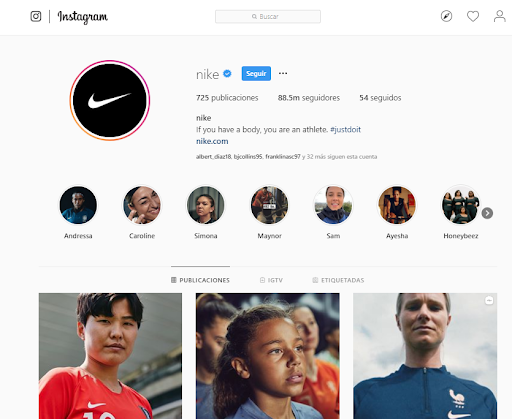 Instagram
Buscar
nike Seguir ...
725 publicaciones 88.5m seguidores 54 seguidos
nike
If you have a body, you are an athlete. #justdoit
nike.com
albert_diaz18, bjcollins95, franklinasc97 y 32 más siguen esta cuenta
Andressa Caroline Simona Maynor Sam Ayesha Honeybeez
PUBLICACIONES IGTV ETIQUETADAS
10